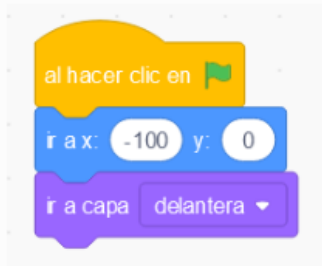 al hacer clic en
ir a x: -100 y: 0
ir a capa delantera